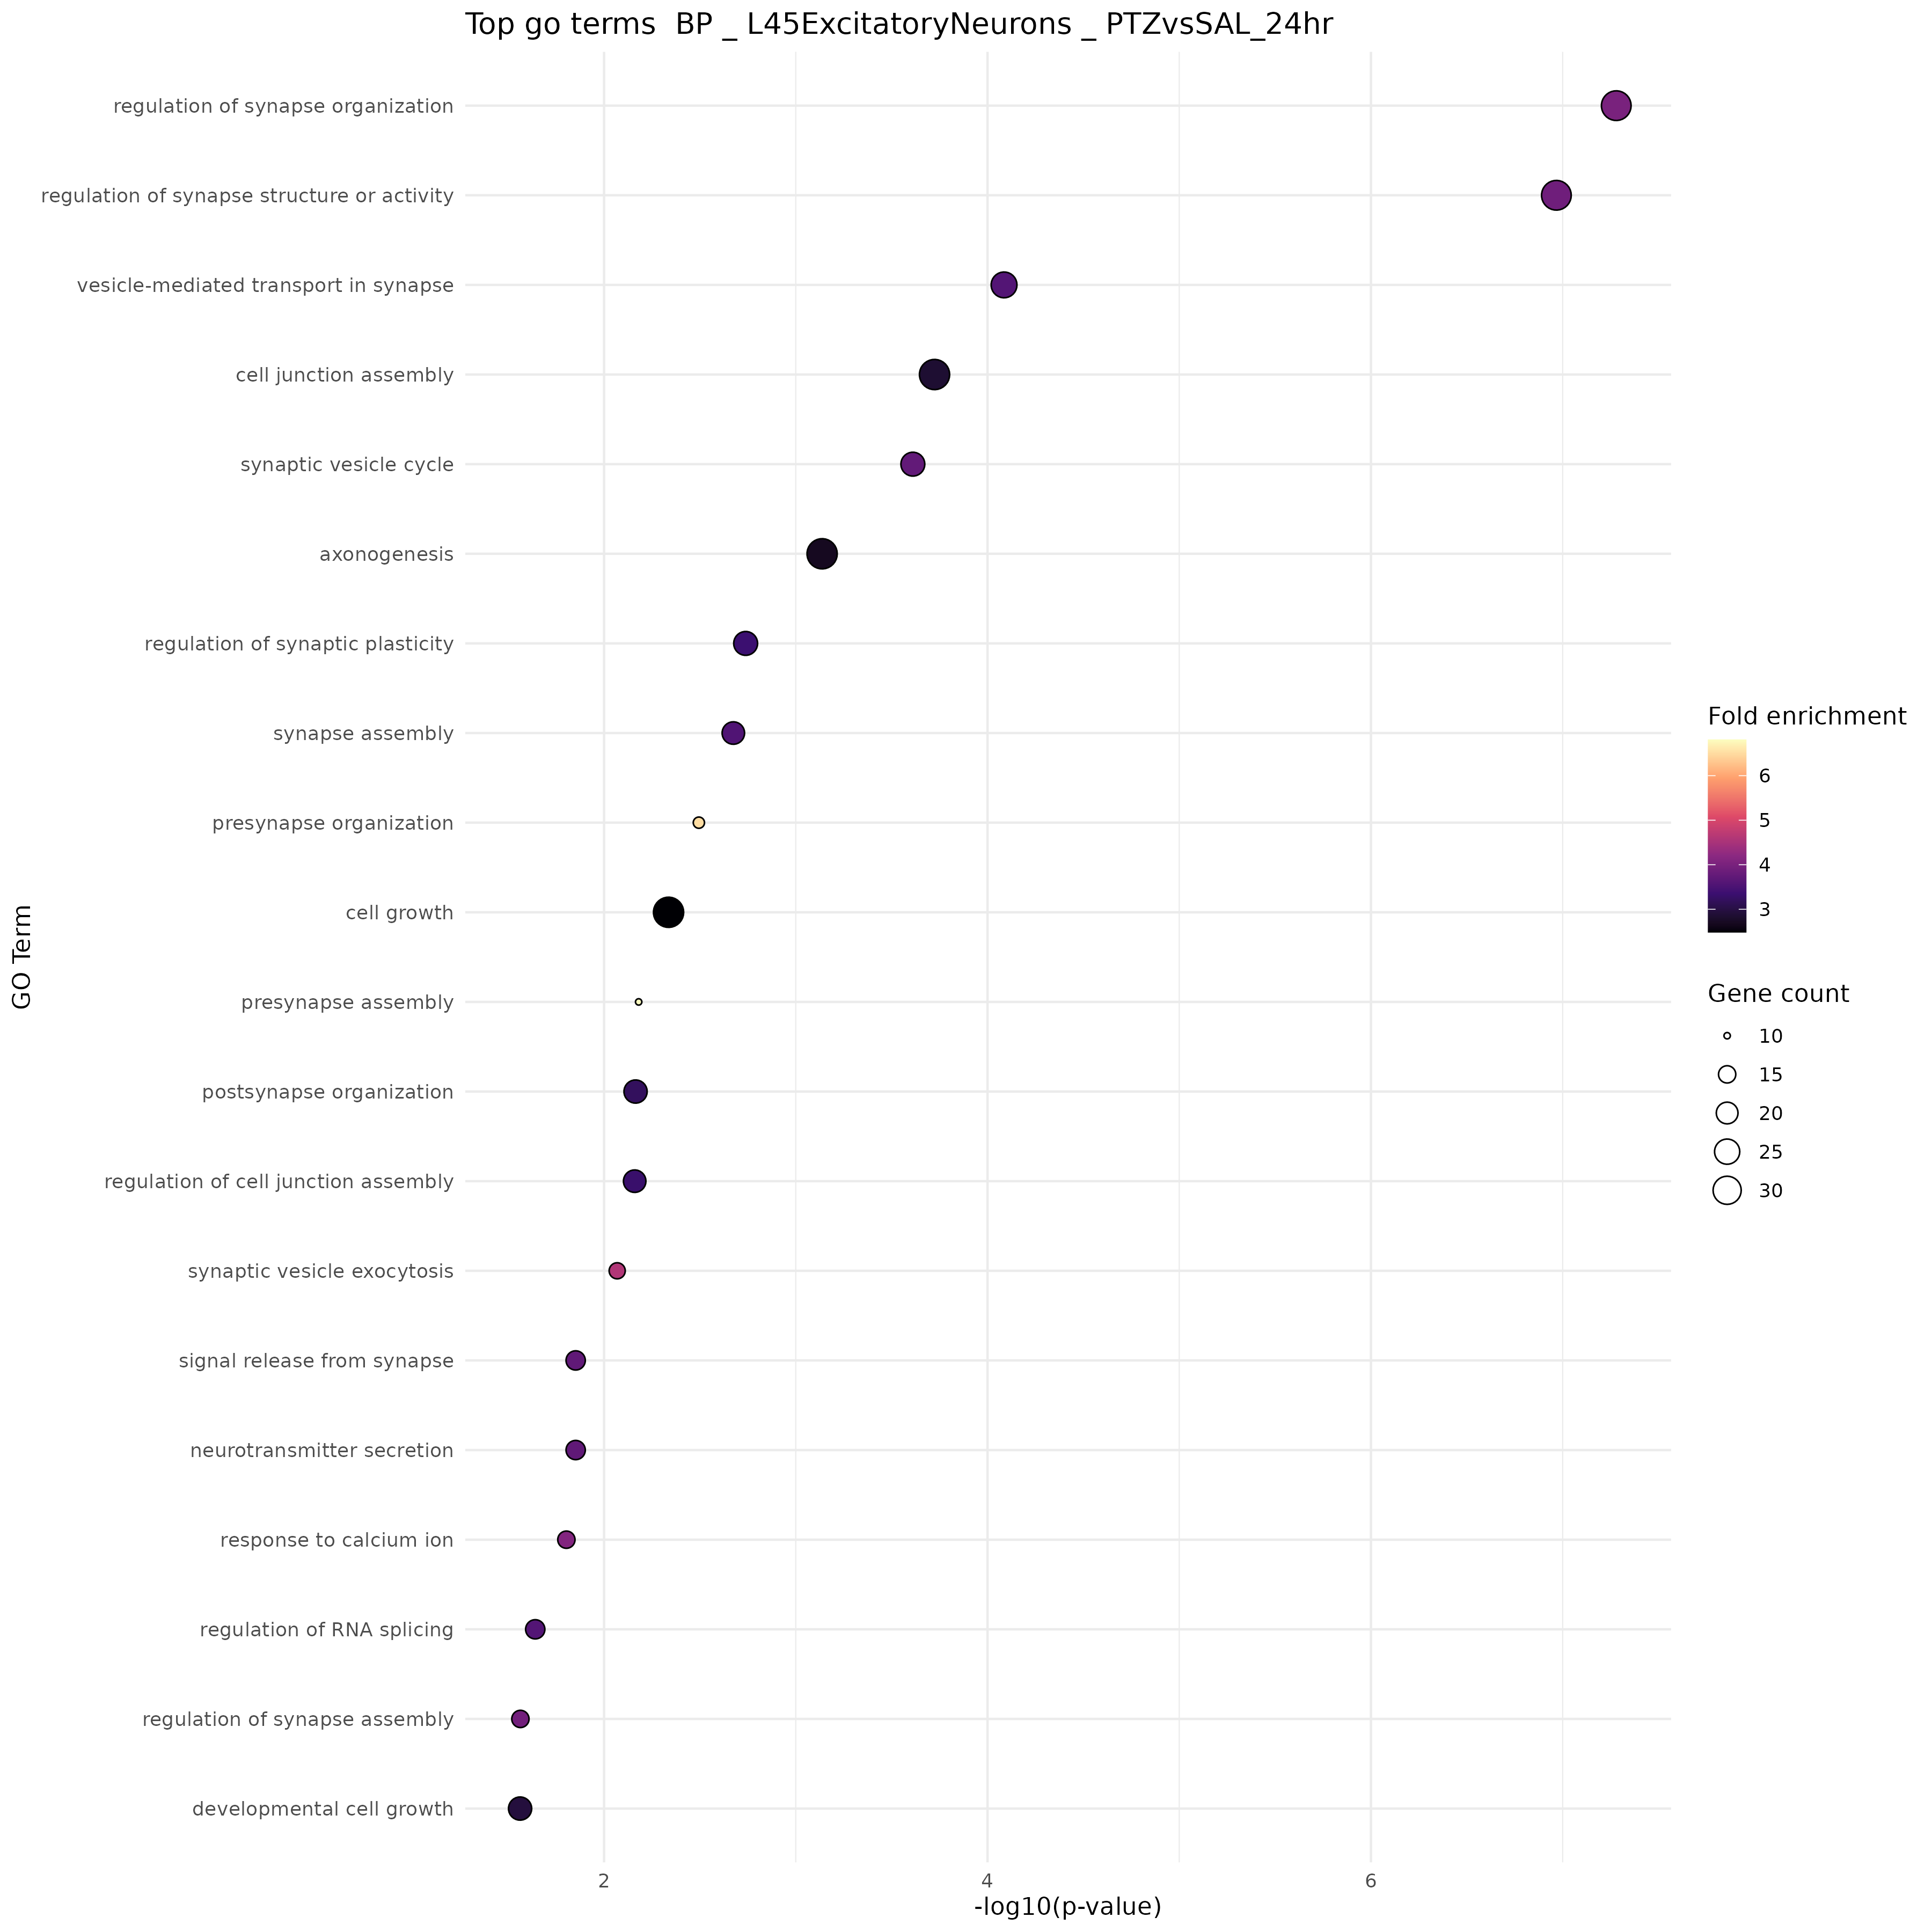 Top go terms  BP _ L45ExcitatoryNeurons _ PTZvsSAL_24hr
regulation of synapse organization
regulation of synapse structure or activity
vesicle-mediated transport in synapse
cell junction assembly
synaptic vesicle cycle
axonogenesis
regulation of synaptic plasticity
synapse assembly
presynapse organization
cell growth
presynapse assembly
postsynapse organization
regulation of cell junction assembly
synaptic vesicle exocytosis
signal release from synapse
neurotransmitter secretion
response to calcium ion
regulation of RNA splicing
regulation of synapse assembly
developmental cell growth
GO Term
2 4 6
-log10(p-value)
Fold enrichment
6
5
4
3
Gene count
10
15
20
25
30